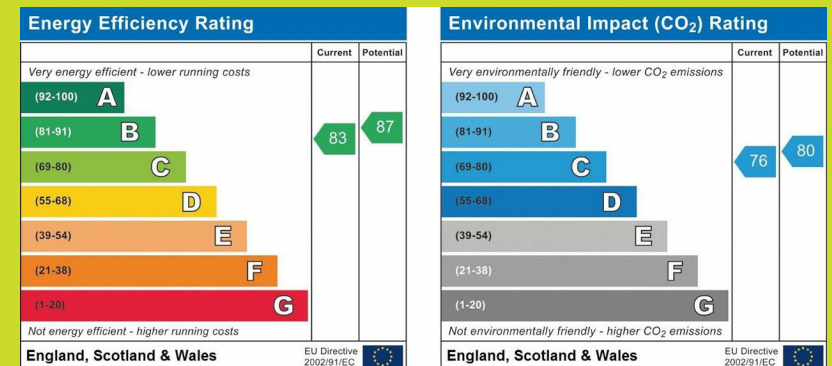 Energy Efficiency Rating
Current Potential
Very energy efficient - lower running costs
(92-100) A
(81-91) B
(69-80) C
(55-68) D
(39-54) E
(21-38) F
(1-20) G
83
87
Not energy efficient - higher running costs
England, Scotland & Wales
EU Directive
2002/91/EC
Environmental Impact (CO₂) Rating
Current Potential
Very environmentally friendly - lower CO₂ emissions
(92-100) A
(81-91) B
(69-80) C
(55-68) D
(39-54) E
(21-38) F
(1-20) G
76
80
Not environmentally friendly - higher CO₂ emissions
England, Scotland & Wales
EU Directive
2002/91/EC